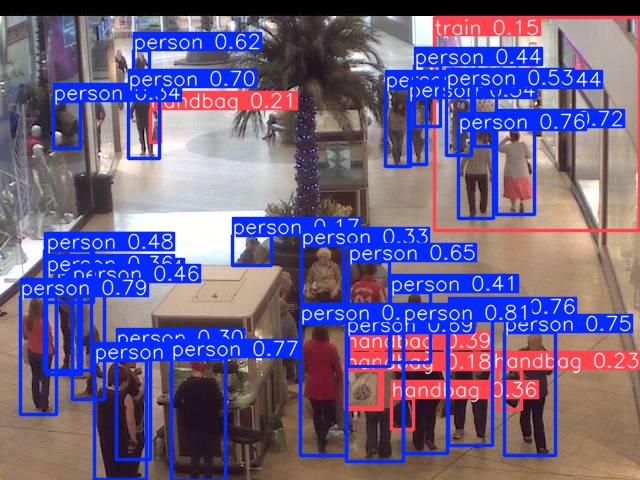 train 0.15
person 0.62
person 0.44
person 0.70
person 0.5344
handbag 0.21
person 0.76
0.72
person 0.17
person 0.33
person 0.48
person 0.65
person 0.46
person 0.79
person 0.41
person 0.81
0.76
person 0.69
person 0.75
person 0.30
person
person 0.77
handbag 0.39
handbag 0.18
handbag 0.23
handbag 0.36